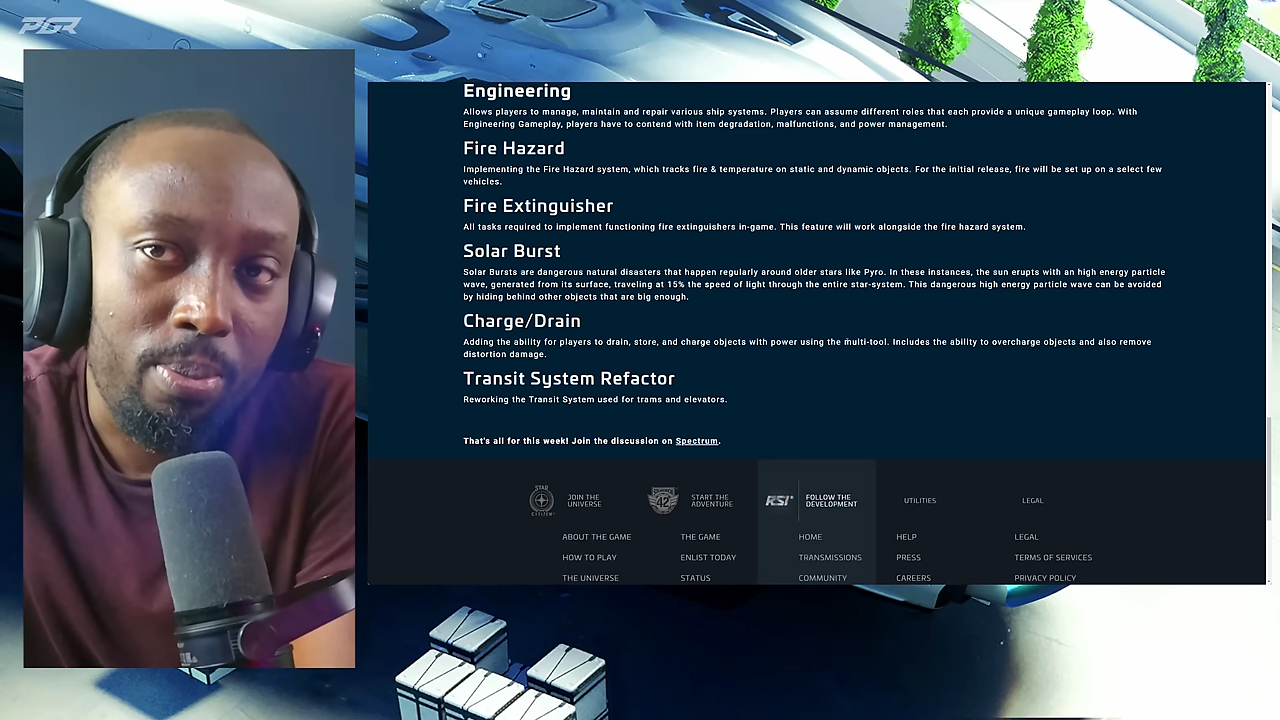 PGR
Engineering
Allows players to manage, maintain and repair various ship systems. Players can assume different roles that each provide a unique gameplay loop. With
Engineering Gameplay, players have to contend with item degradation, malfunctions, and power management.
Fire Hazard
Implementing the Fire Hazard system, which tracks fire & temperature on static and dynamic objects. For the initial release, fire will be set up on a select few
vehicles.
Fire Extinguisher
All tasks required to implement functioning fire extinguishers in-game. This feature will work alongside the fire hazard system.
Solar Burst
Solar Bursts are dangerous natural disasters that happen regularly around older stars like Pyro. In these instances, the sun erupts with an high energy particle
wave, generated from its surface, traveling at 15% the speed of light through the entire star-system. This dangerous high energy particle wave can be avoided
by hiding behind other objects that are big enough.
Charge/Drain
Adding the ability for players to drain, store, and charge objects with power using the multi-tool. Includes the ability to overcharge objects and also remove
distortion damage.
Transit System Refactor
Reworking the Transit System used for trams and elevators.
That's all for this week! Join the discussion on Spectrum.
STAR
CITIZEN
JOIN THE
UNIVERSE
42
START THE
ADVENTURE
RSI
FOLLOW THE
DEVELOPMENT
UTILITIES
LEGAL
ABOUT THE GAME
THE GAME
HOME
HELP
LEGAL
HOW TO PLAY
ENLIST TODAY
TRANSMISSIONS
PRESS
TERMS OF SERVICES
THE UNIVERSE
STATUS
COMMUNITY
CAREERS
PRIVACY POLICY